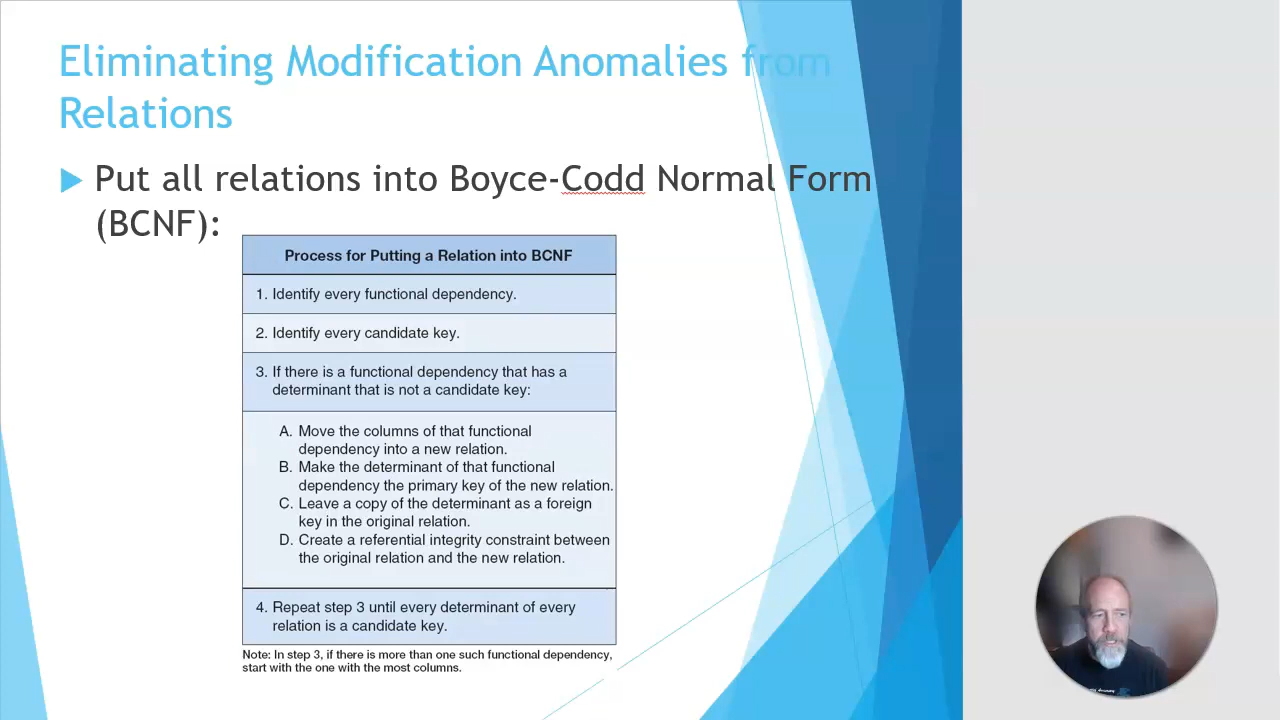 Eliminating Modification Anomalies from
Relations
Put all relations into Boyce-Codd Normal Form
(BCNF):
Process for Putting a Relation into BCNF
1. Identify every functional dependency.
2. Identify every candidate key.
3. If there is a functional dependency that has a
determinant that is not a candidate key:
A. Move the columns of that functional
dependency into a new relation.
B. Make the determinant of that functional
dependency the primary key of the new relation.
C. Leave a copy of the determinant as a foreign
key in the original relation.
D. Create a referential integrity constraint between
the original relation and the new relation.
4. Repeat step 3 until every determinant of every
relation is a candidate key.
Note: In step 3, if there is more than one such functional dependency,
start with the one with the most columns.